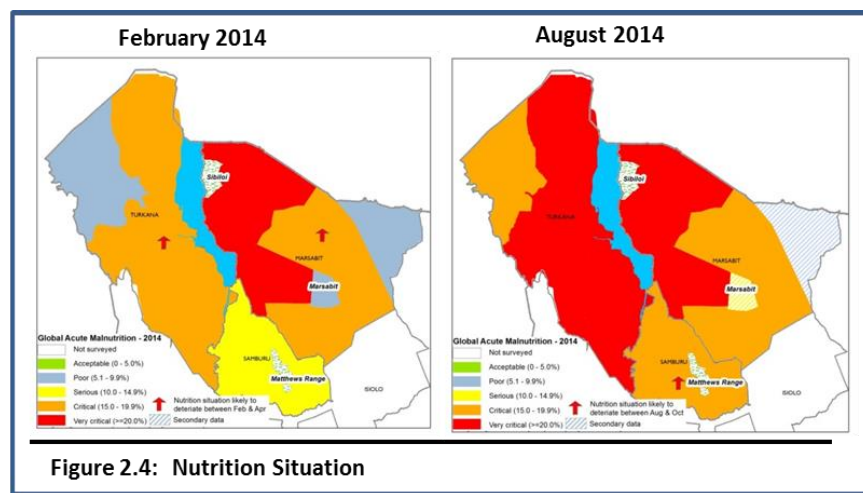 February 2014
August 2014
Sibiloi
TURKANA
MARSABIT
Marsabit
SAMBURU
Matthews Range
ISIOLO
Global Acute Malnutrition - 2014
Not surveyed
Acceptable (0 - 5.0%)
Poor (5.1 - 9.9%)
Serious (10.0 - 14.9%)
Critical (15.0 - 19.9%)
Very critical (>=20.0%)
Nutrition situation likely to
deteriate between Feb & Apr
Secondary data
Sibiloi
TURKANA
MARSABIT
Marsabit
SAMBURU
Matthews Range
ISIOLO
Global Acute Malnutrition - 2014
Not surveyed
Acceptable (0 - 5.0%)
Poor (5.1 - 9.9%)
Serious (10.0 - 14.9%)
Critical (15.0 - 19.9%)
Very critical (>=20.0%)
Nutrition situation likely to
deteriate between Aug & Oct
Secondary data
Figure 2.4: Nutrition Situation